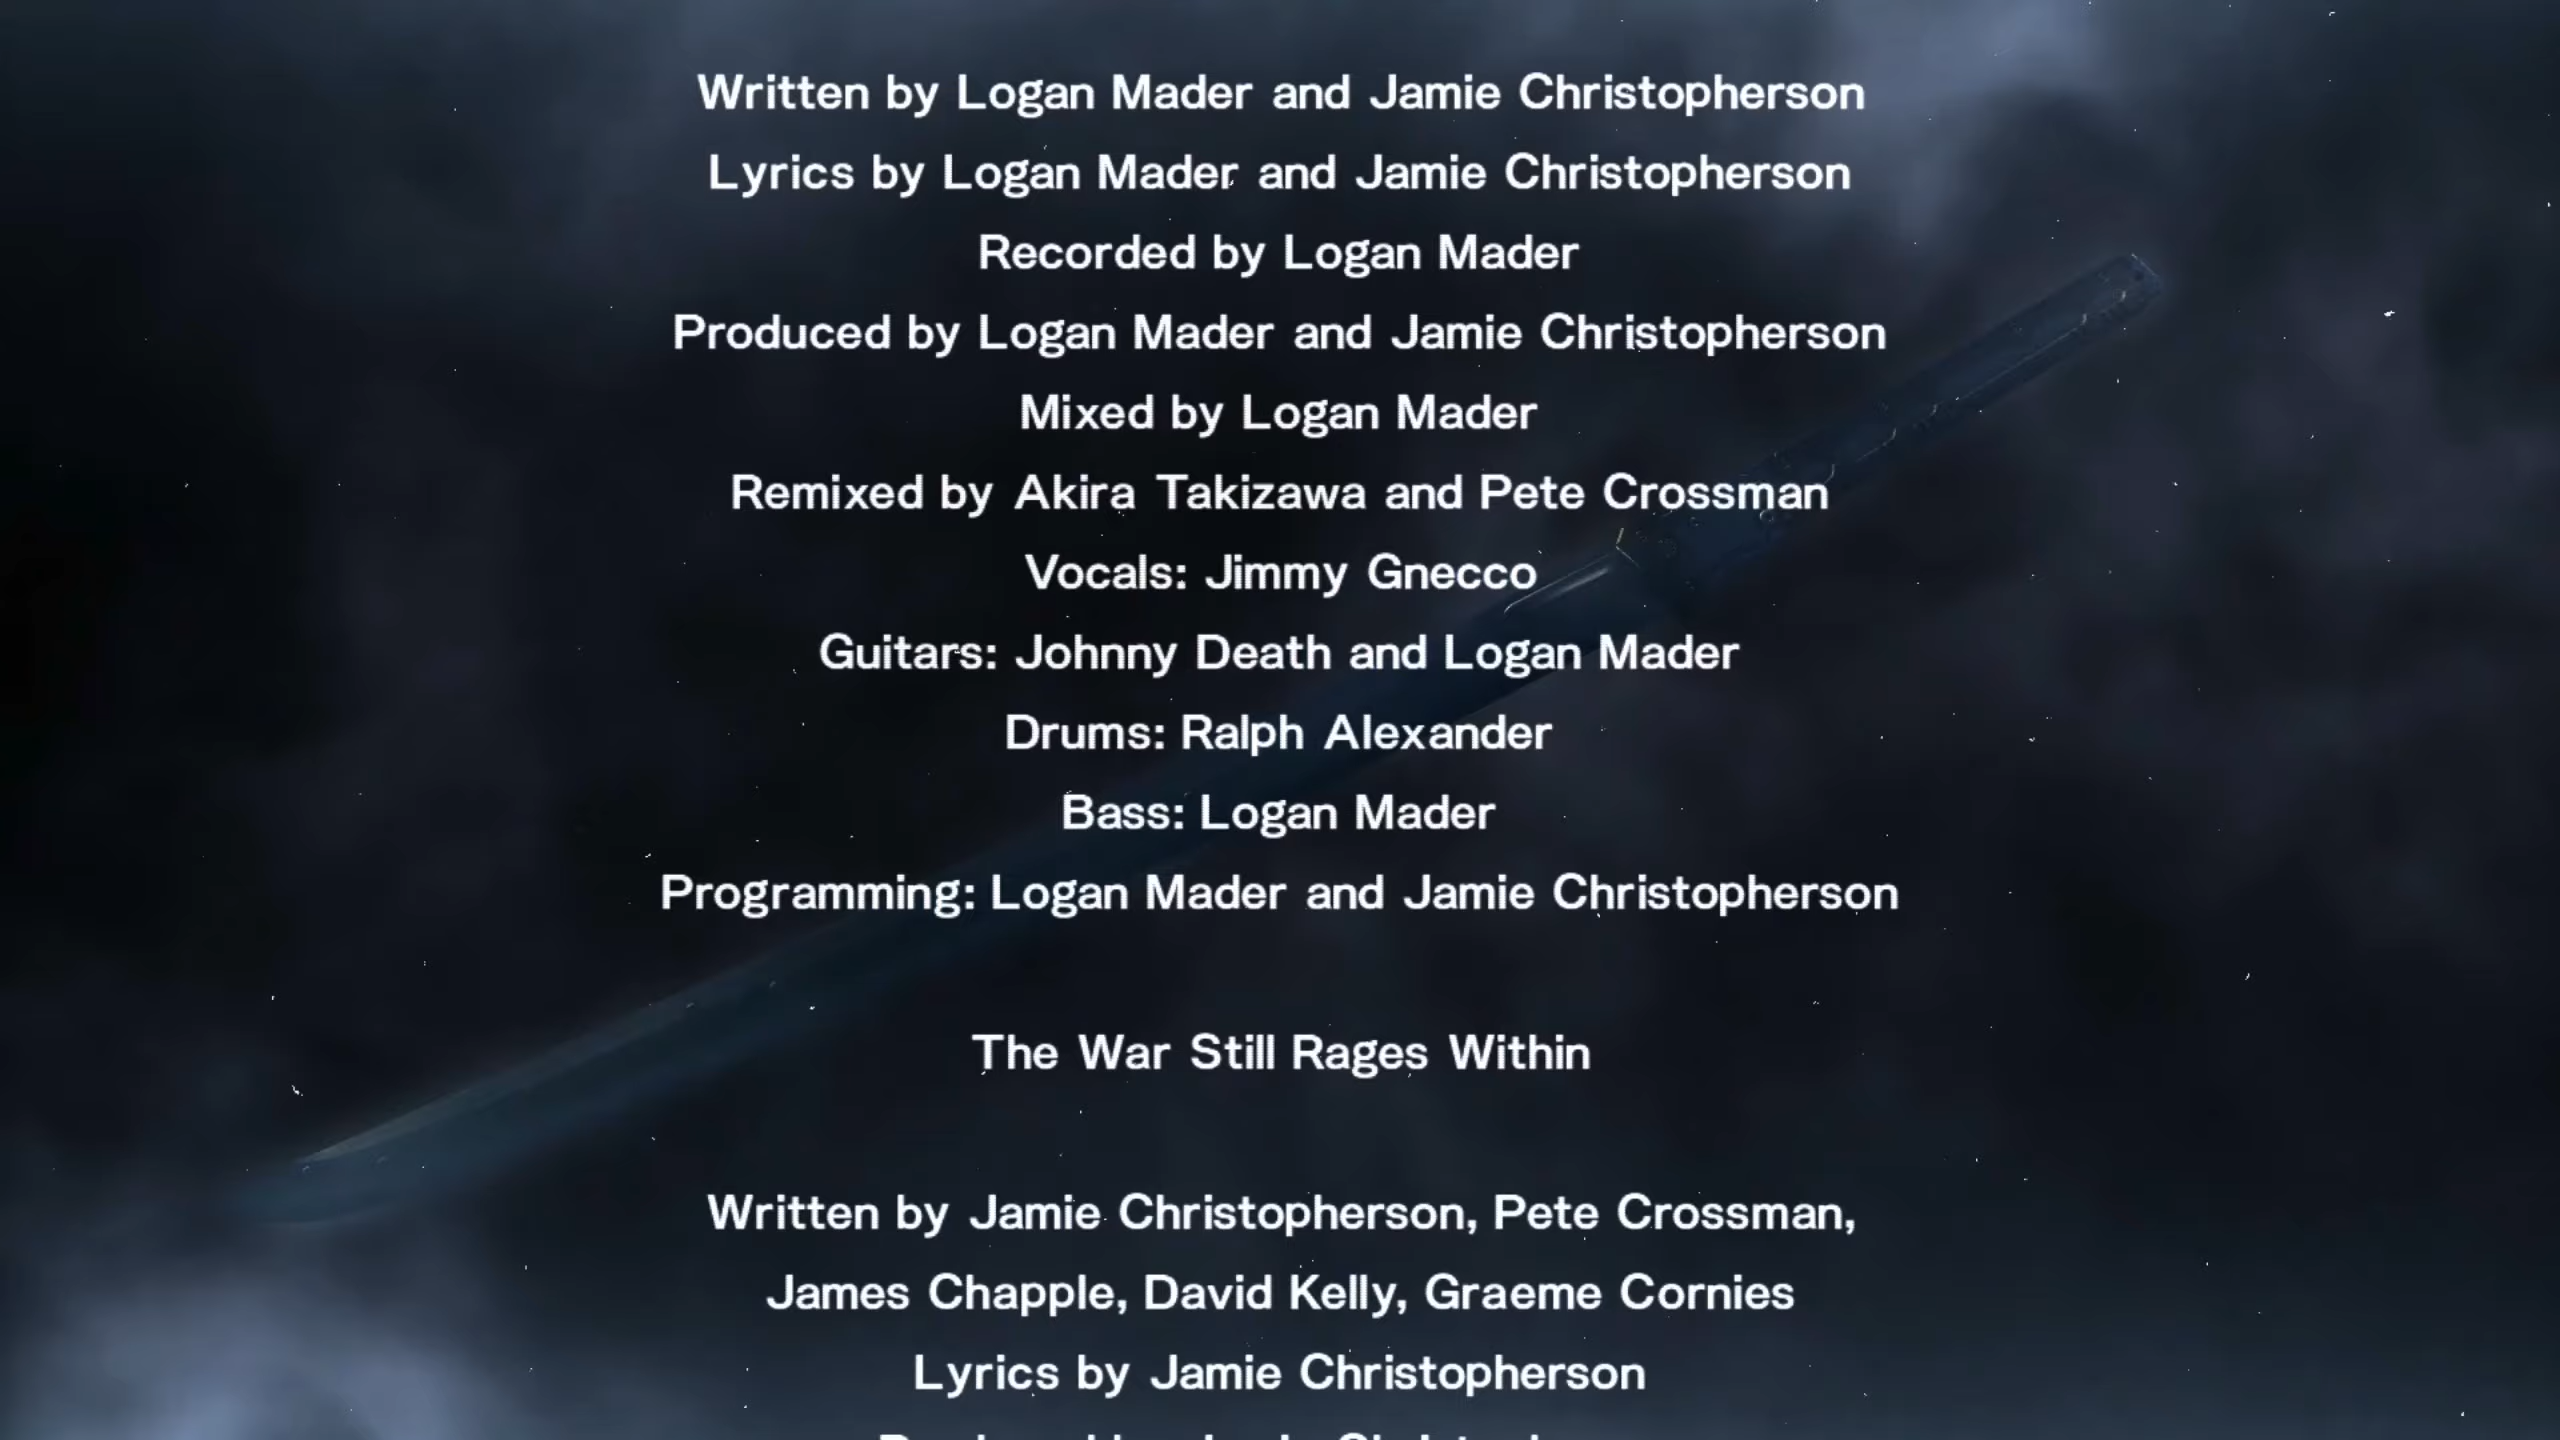 Written by Logan Mader and Jamie Christopherson
Lyrics by Logan Mader and Jamie Christopherson
Recorded by Logan Mader
Produced by Logan Mader and Jamie Christopherson
Mixed by Logan Mader
Remixed by Akira Takizawa and Pete Crossman
Vocals: Jimmy Gnecco
Guitars: Johnny Death and Logan Mader
Drums: Ralph Alexander
Bass: Logan Mader
Programming: Logan Mader and Jamie Christopherson
The War Still Rages Within
Written by Jamie Christopherson, Pete Crossman,
James Chapple, David Kelly, Graeme Cornies
Lyrics by Jamie Christopherson